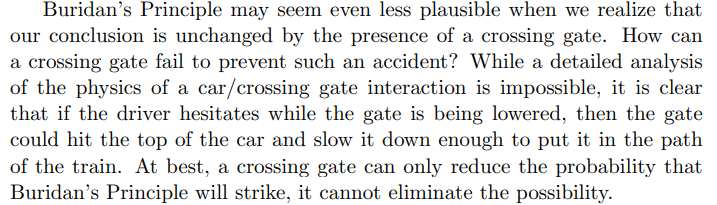 Buridan's Principle may seem even less plausible when we realize that
our conclusion is unchanged by the presence of a crossing gate. How can
a crossing gate fail to prevent such an accident? While a detailed analysis
of the physics of a car/crossing gate interaction is impossible, it is clear
that if the driver hesitates while the gate is being lowered, then the gate
could hit the top of the car and slow it down enough to put it in the path
of the train. At best, a crossing gate can only reduce the probability that
Buridan's Principle will strike, it cannot eliminate the possibility.